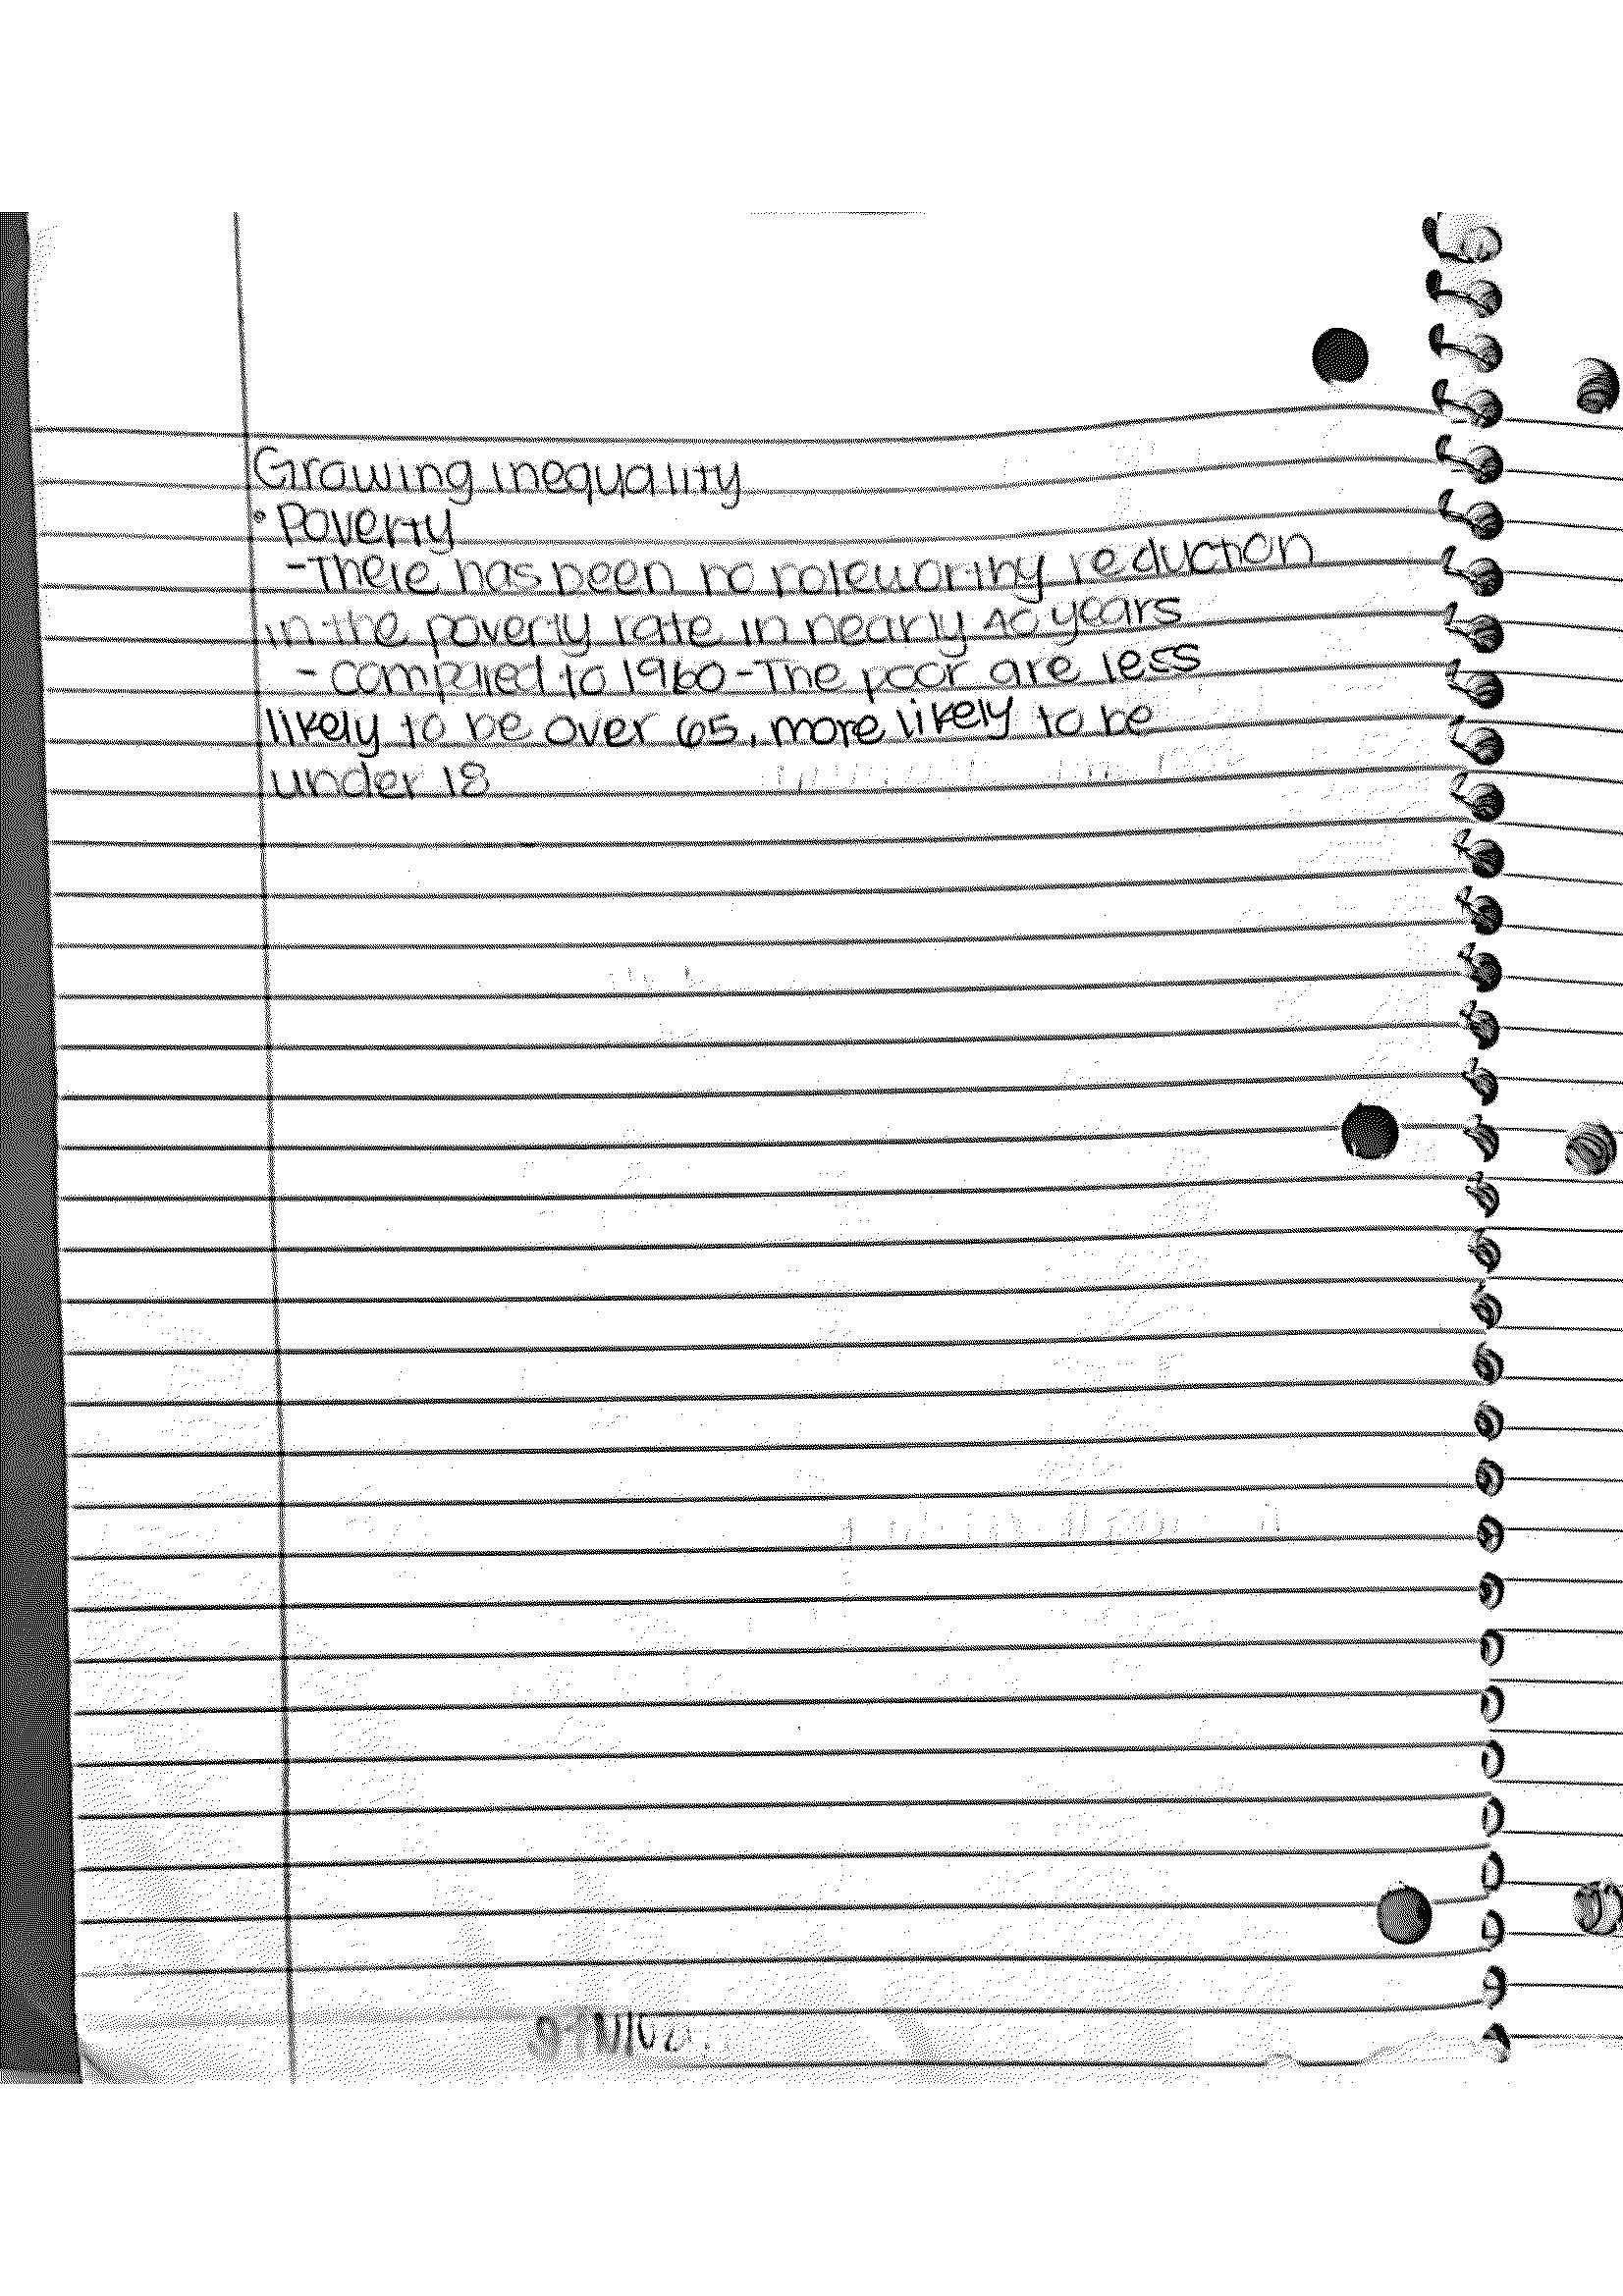 Growing inequality
• Poverty
- There has been no noteworthy reduction
in the poverty rate in nearly 40 years
- compared to 1960 - The poor are less
likely to be over 65, more likely to be
under 18